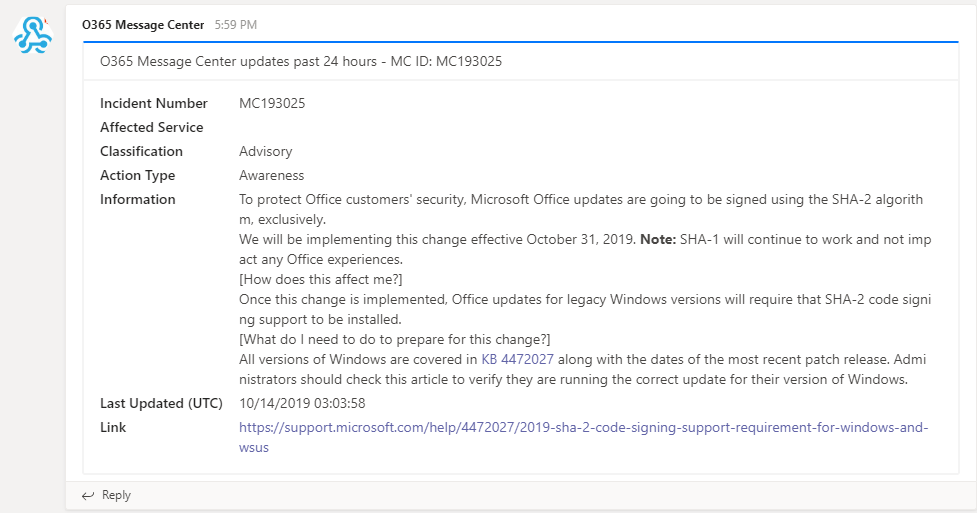 O365 Message Center 5:59 PM
O365 Message Center updates past 24 hours - MC ID: MC193025
Incident Number MC193025
Affected Service
Classification Advisory
Action Type Awareness
Information To protect Office customers' security, Microsoft Office updates are going to be signed using the SHA-2 algorith
m, exclusively.
We will be implementing this change effective October 31, 2019. Note: SHA-1 will continue to work and not imp
act any Office experiences.
[How does this affect me?]
Once this change is implemented, Office updates for legacy Windows versions will require that SHA-2 code signi
ng support to be installed.
[What do I need to do to prepare for this change?]
All versions of Windows are covered in KB 4472027 along with the dates of the most recent patch release. Admi
nistrators should check this article to verify they are running the correct update for their version of Windows.
Last Updated (UTC) 10/14/2019 03:03:58
Link https://support.microsoft.com/help/4472027/2019-sha-2-code-signing-support-requirement-for-windows-and-
wsus
Reply